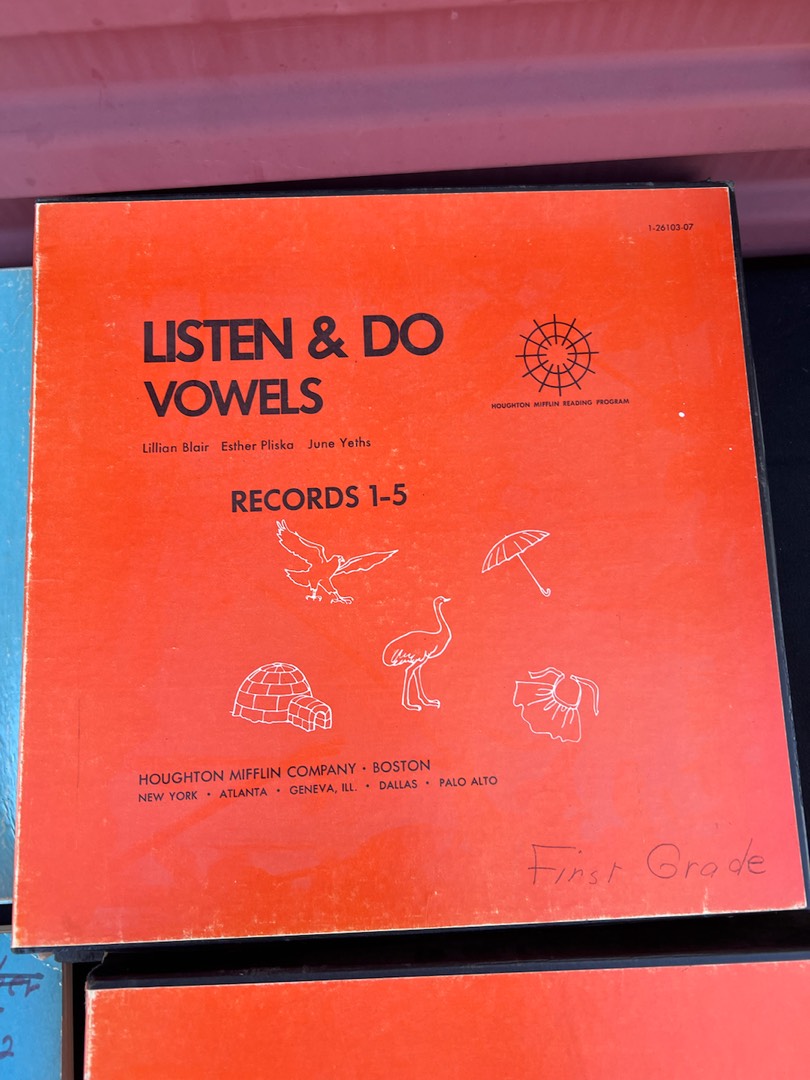 1-26103-07
LISTEN & DO
VOWELS
HOUGHTON MIFFLIN READING PROGRAM
Lillian Blair Esther Pliska June Yeths
RECORDS 1-5
HOUGHTON MIFFLIN COMPANY • BOSTON
NEW YORK • ATLANTA • GENEVA, ILL. • DALLAS • PALO ALTO
First Grade
2